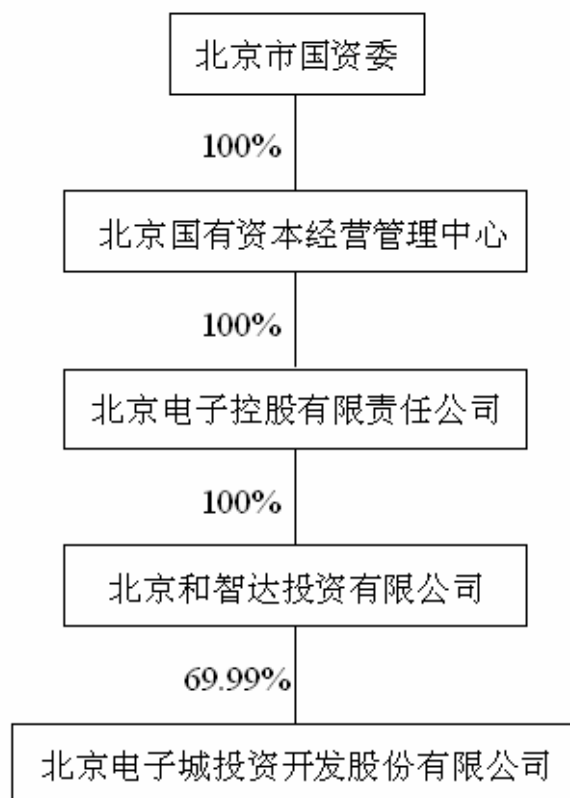 北京市国资委
100%
北京国有资本经营管理中心
100%
北京电子控股有限责任公司
100%
北京和智达投资有限公司
69.99%
北京电子城投资开发股份有限公司